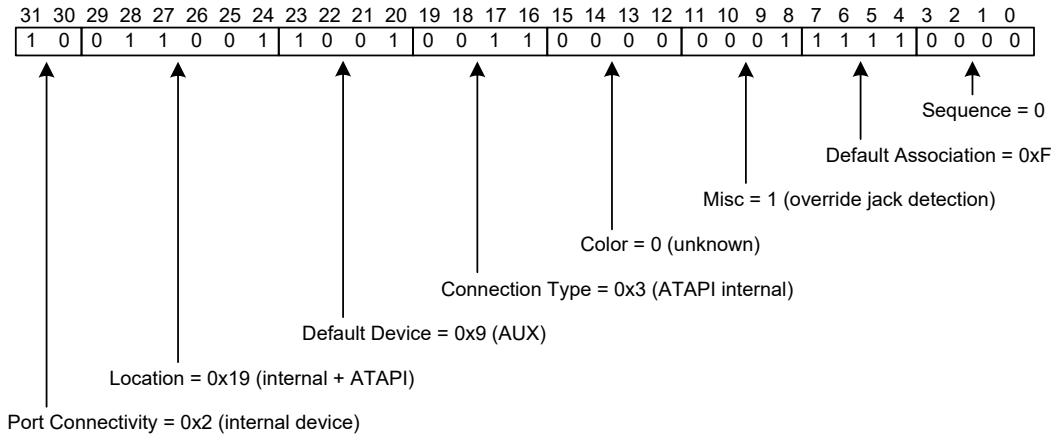 31 30 29 28 27 26 25 24 23 22 21 20 19 18 17 16 15 14 13 12 11 10 9 8 7 6 5 4 3 2 1 0
1 0 0 1 1 0 0 1 1 0 0 1 0 0 1 1 0 0 0 0 0 0 0 1 1 1 1 1 0 0 0 0
Sequence = 0
Default Association = 0xF
Misc = 1 (override jack detection)
Color = 0 (unknown)
Connection Type = 0x3 (ATAPI internal)
Default Device = 0x9 (AUX)
Location = 0x19 (internal + ATAPI)
Port Connectivity = 0x2 (internal device)